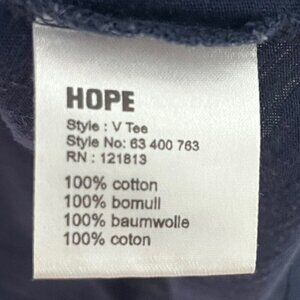 HOPE
Style : V Tee
Style No: 63 400 763
RN : 121813
100% cotton
100% bomull
100% baumwolle
100% coton